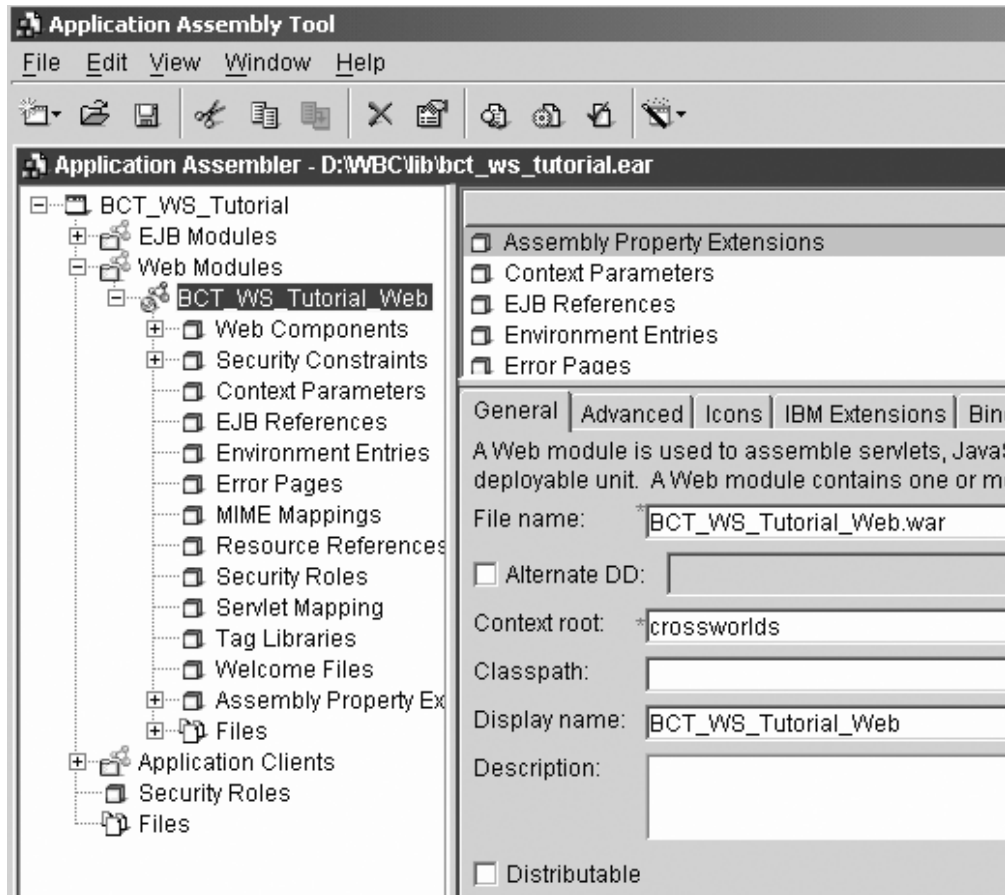 Application Assembly Tool
File Edit View Window Help
Application Assembler - D:\WBC\lib\bct_ws_tutorial.ear
BCT_WS_Tutorial
EJB Modules
Web Modules
BCT_WS_Tutorial_Web
Web Components
Security Constraints
Context Parameters
EJB References
Environment Entries
Error Pages
MIME Mappings
Resource References
Security Roles
Servlet Mapping
Tag Libraries
Welcome Files
Assembly Property Ex
Files
Application Clients
Security Roles
Files
Assembly Property Extensions
Context Parameters
EJB References
Environment Entries
Error Pages
General Advanced Icons IBM Extensions Bin
A Web module is used to assemble servlets, JavaS
deployable unit. A Web module contains one or m
File name: *BCT_WS_Tutorial_Web.war
Alternate DD:
Context root: *crossworlds
Classpath:
Display name: BCT_WS_Tutorial_Web
Description:
Distributable